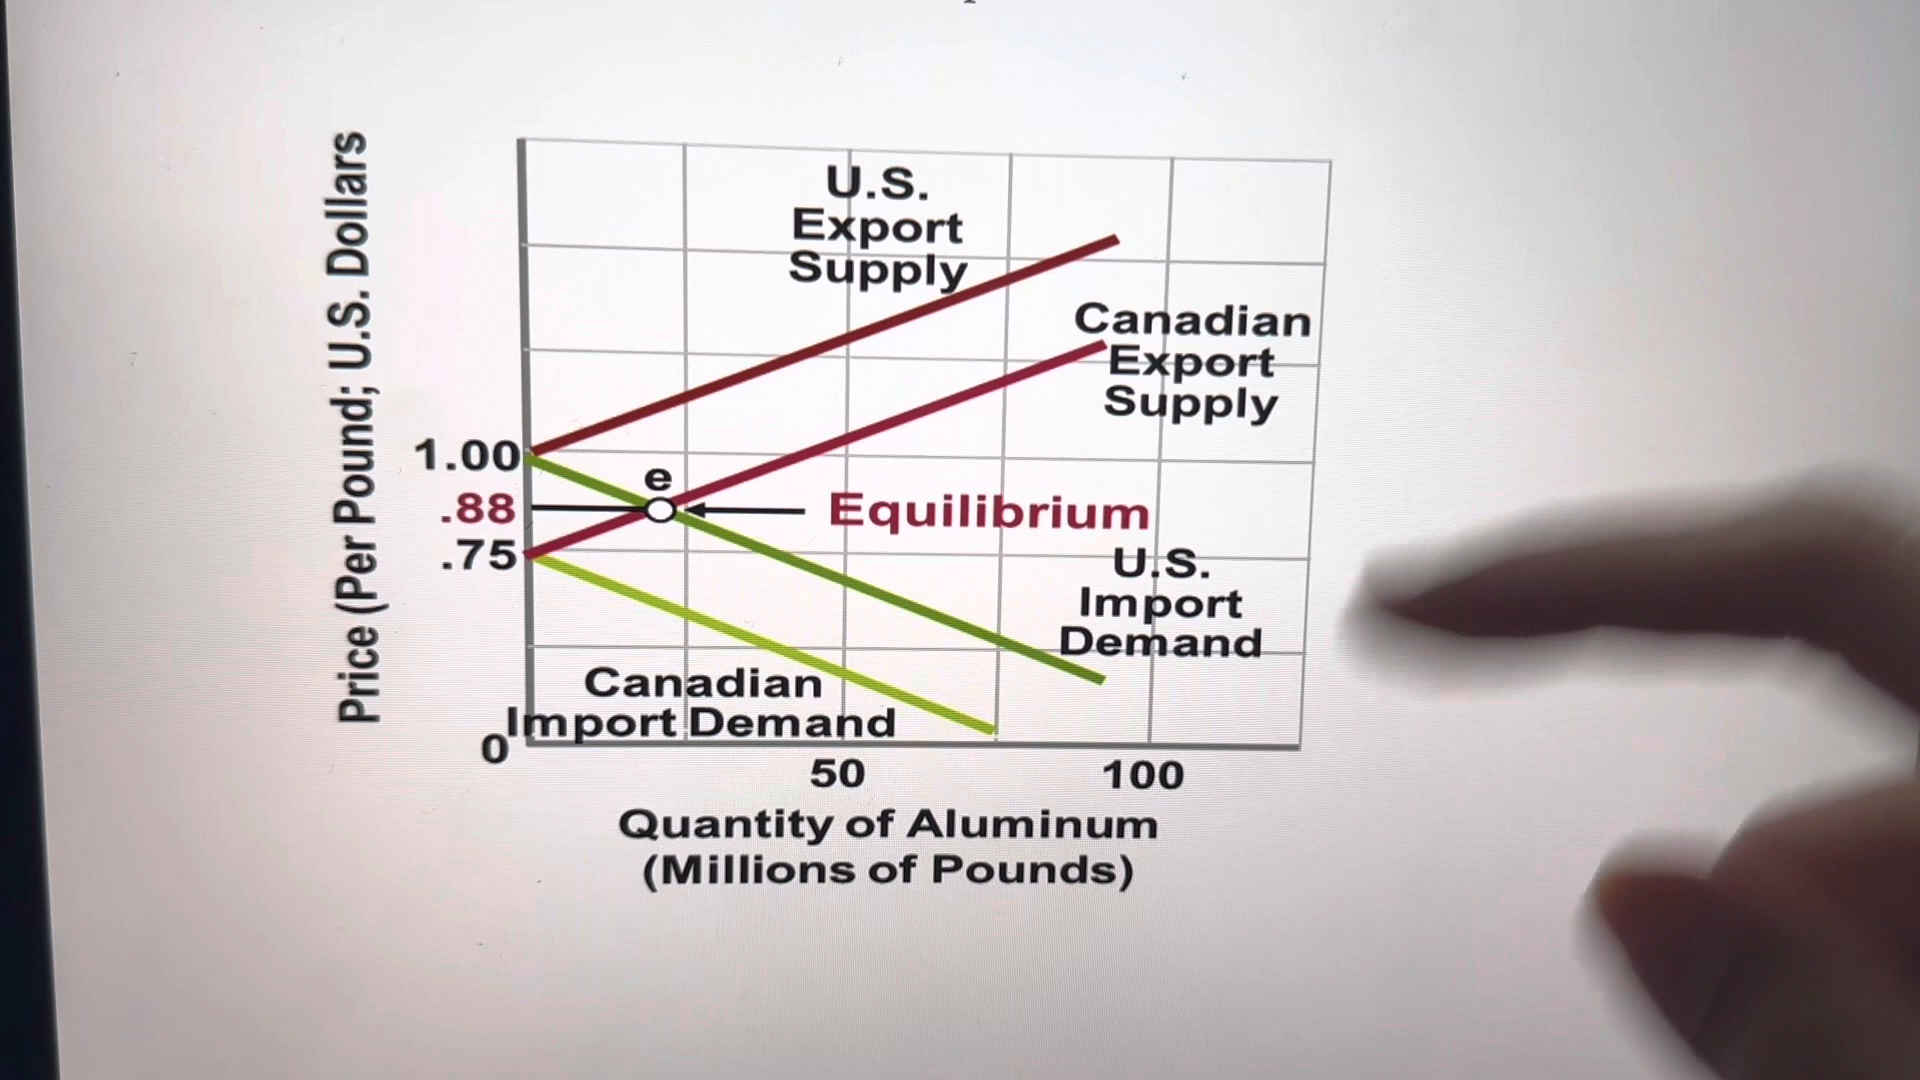 Price (Per Pound; U.S. Dollars
U.S.
Export
Supply
Canadian
Export
Supply
1.00
e
.88
Equilibrium
.75
U.S.
Import
Demand
Canadian
Import Demand
0
50
100
Quantity of Aluminum
(Millions of Pounds)